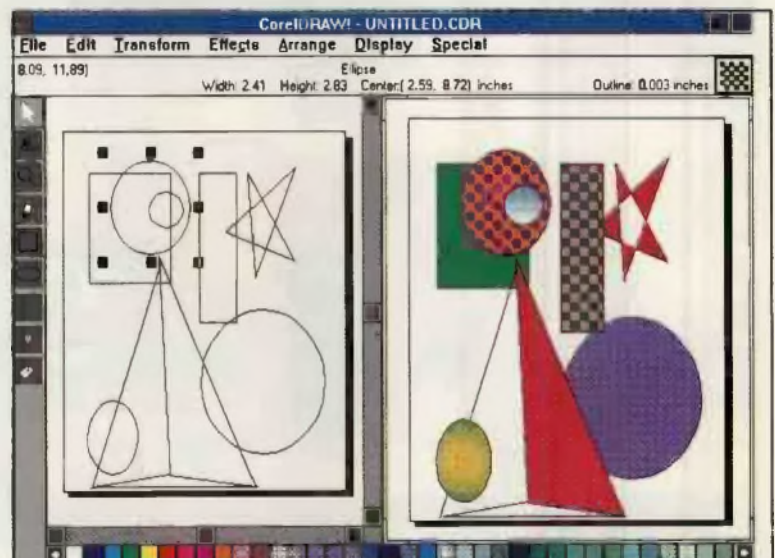 CorelDRAW! - UNTITLED.CDR
File Edit Transform Effects Arrange Display Special
8.09, 11.89) Ellipse
Width: 2.41 Height: 2.83 Center:( 2.59, 8.72) inches Outline: 0.003 inches